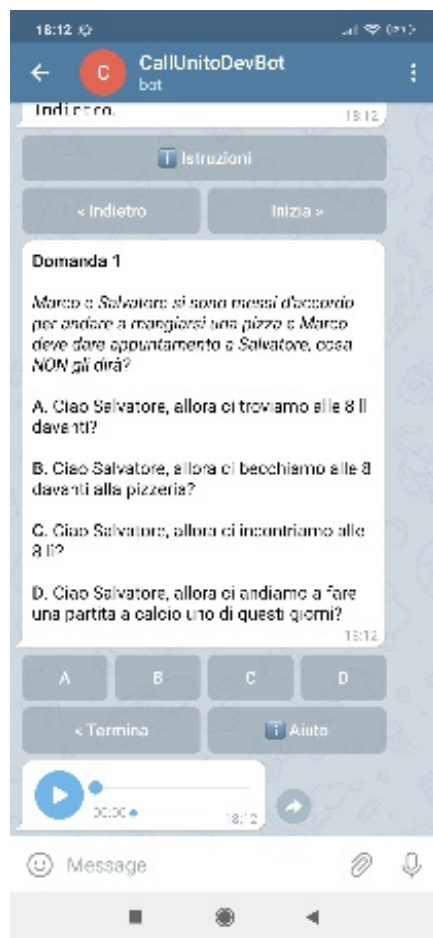 18:12
CallUnitoDevBot
C
bot
Indietro.
18:12
Istruzioni
« Indietro
Inizia »
Domanda 1
Marco e Salvatore si sono messi d'accordo
per andare a mangiarsi una pizza e Marco
deve dare appuntamento a Salvatore, cosa
NON gli dirà?
A. Ciao Salvatore, allora ci troviamo alle 8 lì
davanti?
B. Ciao Salvatore, allora ci becchiamo alle 8
davanti alla pizzeria?
C. Ciao Salvatore, allora ci incontriamo alle
8 lì?
D. Ciao Salvatore, allora ci andiamo a fare
una partita a calcio uno di questi giorni?
18:12
A
B
C
D
« Termina
Aiuto
00:00
18:12
Message